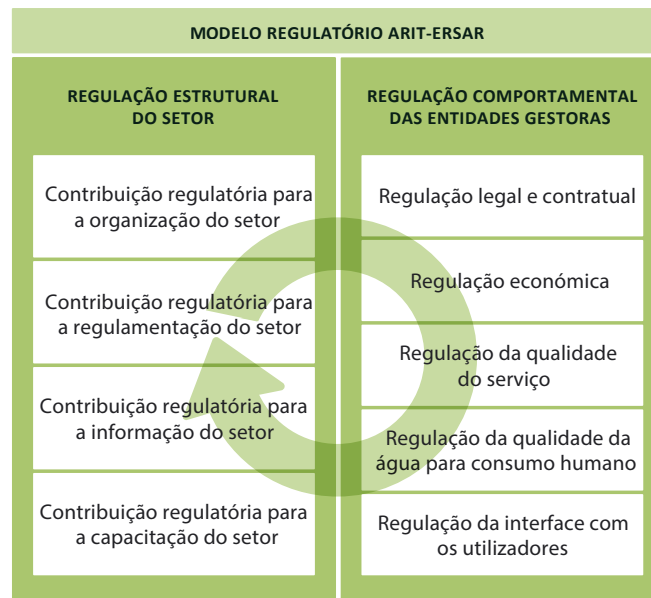 MODELO REGULATÓRIO ARIT-ERSAR
REGULAÇÃO ESTRUTURAL
DO SETOR
Contribuição regulatória para
a organização do setor
Contribuição regulatória para
a regulamentação do setor
Contribuição regulatória para
a informação do setor
Contribuição regulatória para
a capacitação do setor
REGULAÇÃO COMPORTAMENTAL
DAS ENTIDADES GESTORAS
Regulação legal e contratual
Regulação económica
Regulação da qualidade
do serviço
Regulação da qualidade da
água para consumo humano
Regulação da interface com
os utilizadores